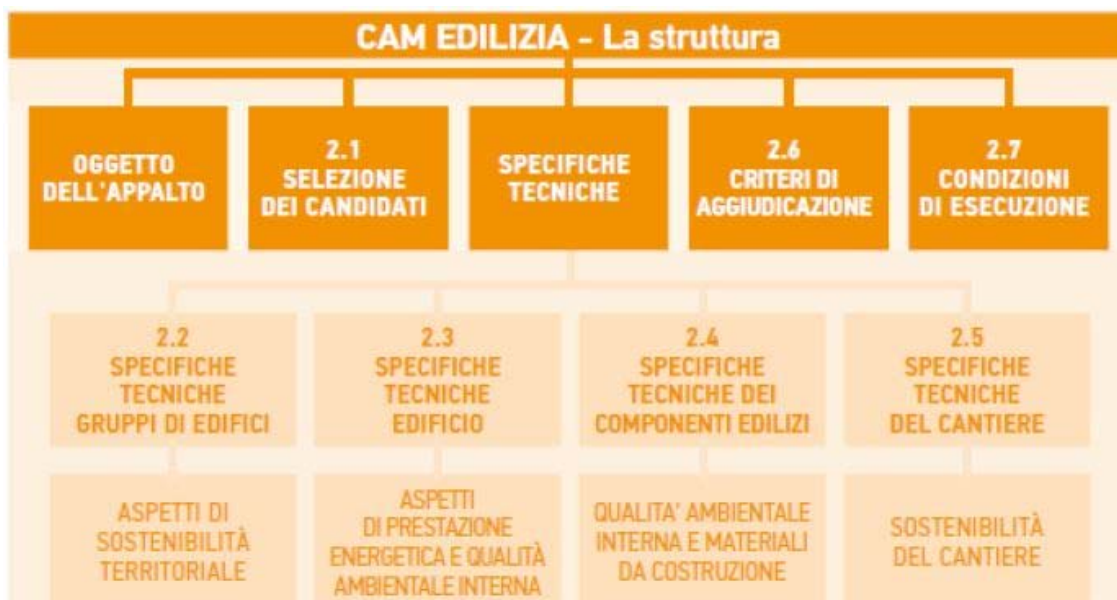 CAM EDILIZIA - La struttura
OGGETTO
DELL'APPALTO
2.1
SELEZIONE
DEI CANDIDATI
SPECIFICHE
TECNICHE
2.6
CRITERI DI
AGGIUDICAZIONE
2.7
CONDIZIONI
DI ESECUZIONE
2.2
SPECIFICHE
TECNICHE
GRUPPI DI EDIFICI
2.3
SPECIFICHE
TECNICHE
EDIFICIO
2.4
SPECIFICHE
TECNICHE DEI
COMPONENTI EDILIZI
2.5
SPECIFICHE
TECNICHE
DEL CANTIERE
ASPETTI DI
SOSTENIBILITÀ
TERRITORIALE
ASPETTI
DI PRESTAZIONE
ENERGETICA E QUALITÀ
AMBIENTALE INTERNA
QUALITA' AMBIENTALE
INTERNA E MATERIALI
DA COSTRUZIONE
SOSTENIBILITÀ
DEL CANTIERE